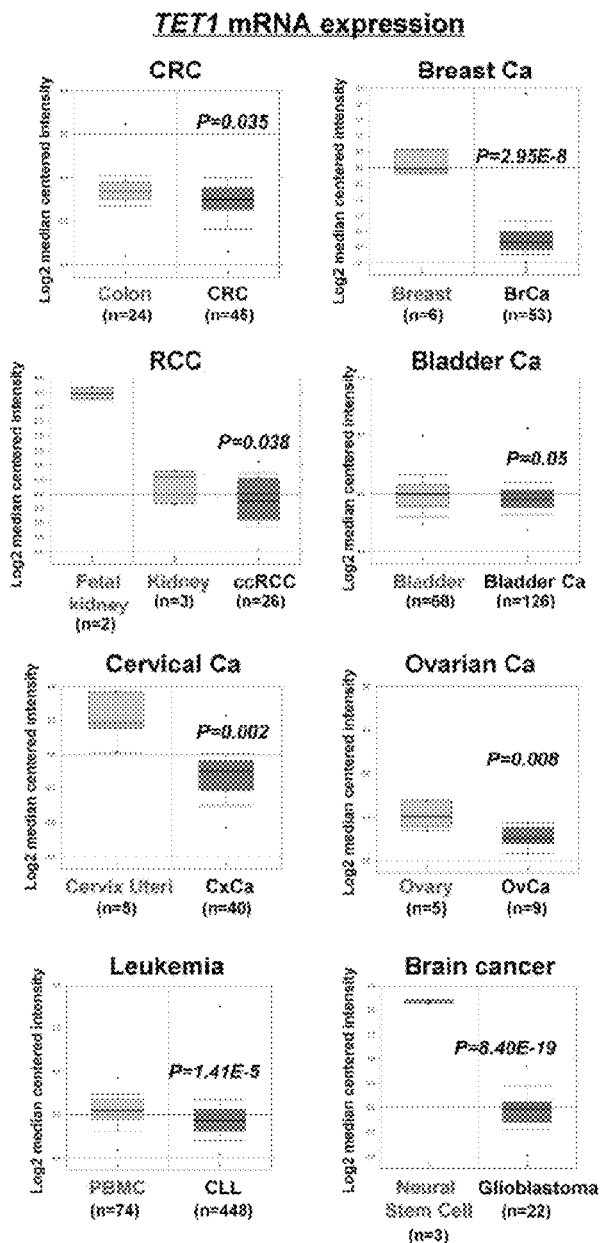 TET1 mRNA expression
CRC
Log2 median centered intensity
P=0.035
Colon
(n=24)
CRC
(n=45)
Breast Ca
Log2 median centered intensity
P=2.95E-8
Breast
(n=6)
BrCa
(n=53)
RCC
Log2 median centered intensity
P=0.038
Fetal
kidney
(n=2)
Kidney
(n=3)
ccRCC
(n=26)
Bladder Ca
Log2 median centered intensity
P=0.05
Bladder
(n=58)
Bladder Ca
(n=126)
Cervical Ca
Log2 median centered intensity
P=0.002
Cervix Uteri
(n=8)
CxCa
(n=40)
Ovarian Ca
Log2 median centered intensity
P=0.008
Ovary
(n=5)
OvCa
(n=9)
Leukemia
Log2 median centered intensity
P=1.41E-5
PBMC
(n=74)
CLL
(n=448)
Brain cancer
Log2 median centered intensity
P=8.40E-19
Neural
Stem Cell
(n=3)
Glioblastoma
(n=22)